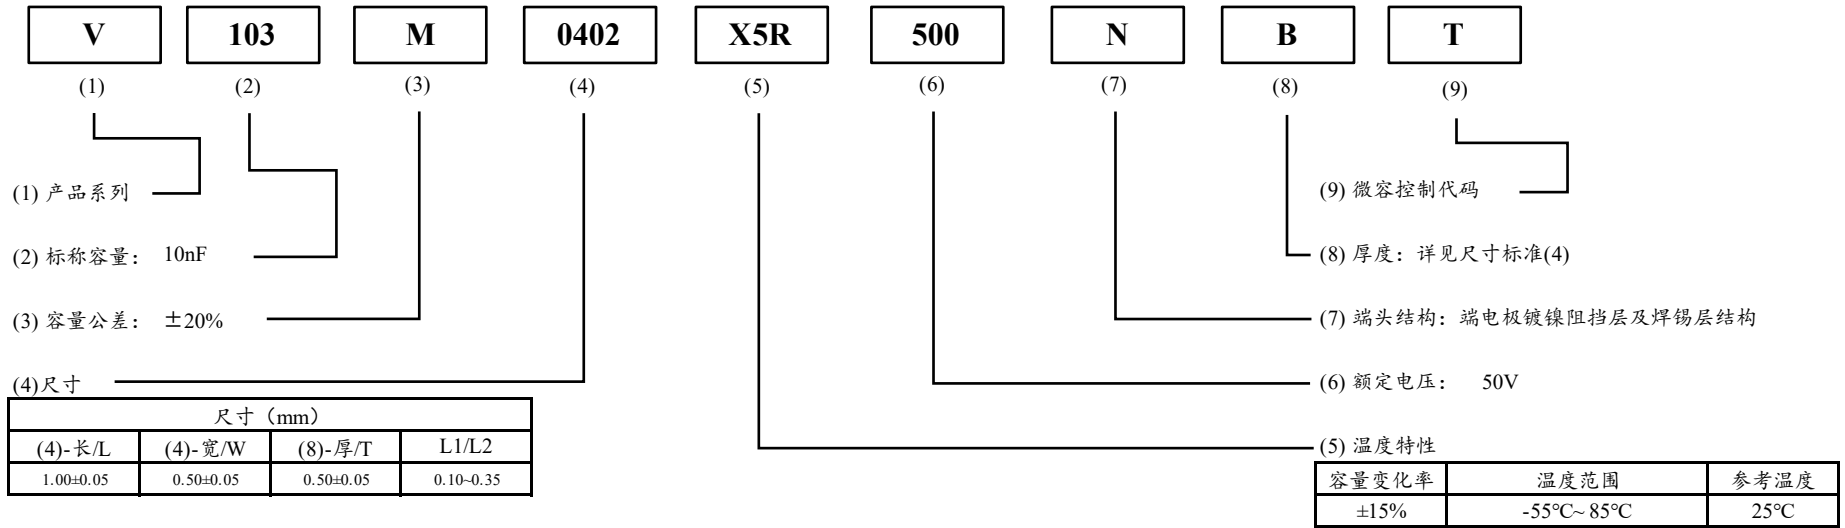 V 103 M 0402 X5R 500 N B T
(1) (2) (3) (4) (5) (6) (7) (8) (9)
(1) 产品系列
(9) 微容控制代码
(2) 标称容量： 10nF
(8) 厚度：详见尺寸标准(4)
(3) 容量公差： ±20%
(7) 端头结构：端电极镀镍阻挡层及焊锡层结构
(4)尺寸
(6) 额定电压： 50V
尺寸（mm）
(4)-长/L (4)-宽/W (8)-厚/T L1/L2
1.00±0.05 0.50±0.05 0.50±0.05 0.10~0.35
(5) 温度特性
容量变化率 温度范围 参考温度
±15% -55℃~ 85℃ 25℃